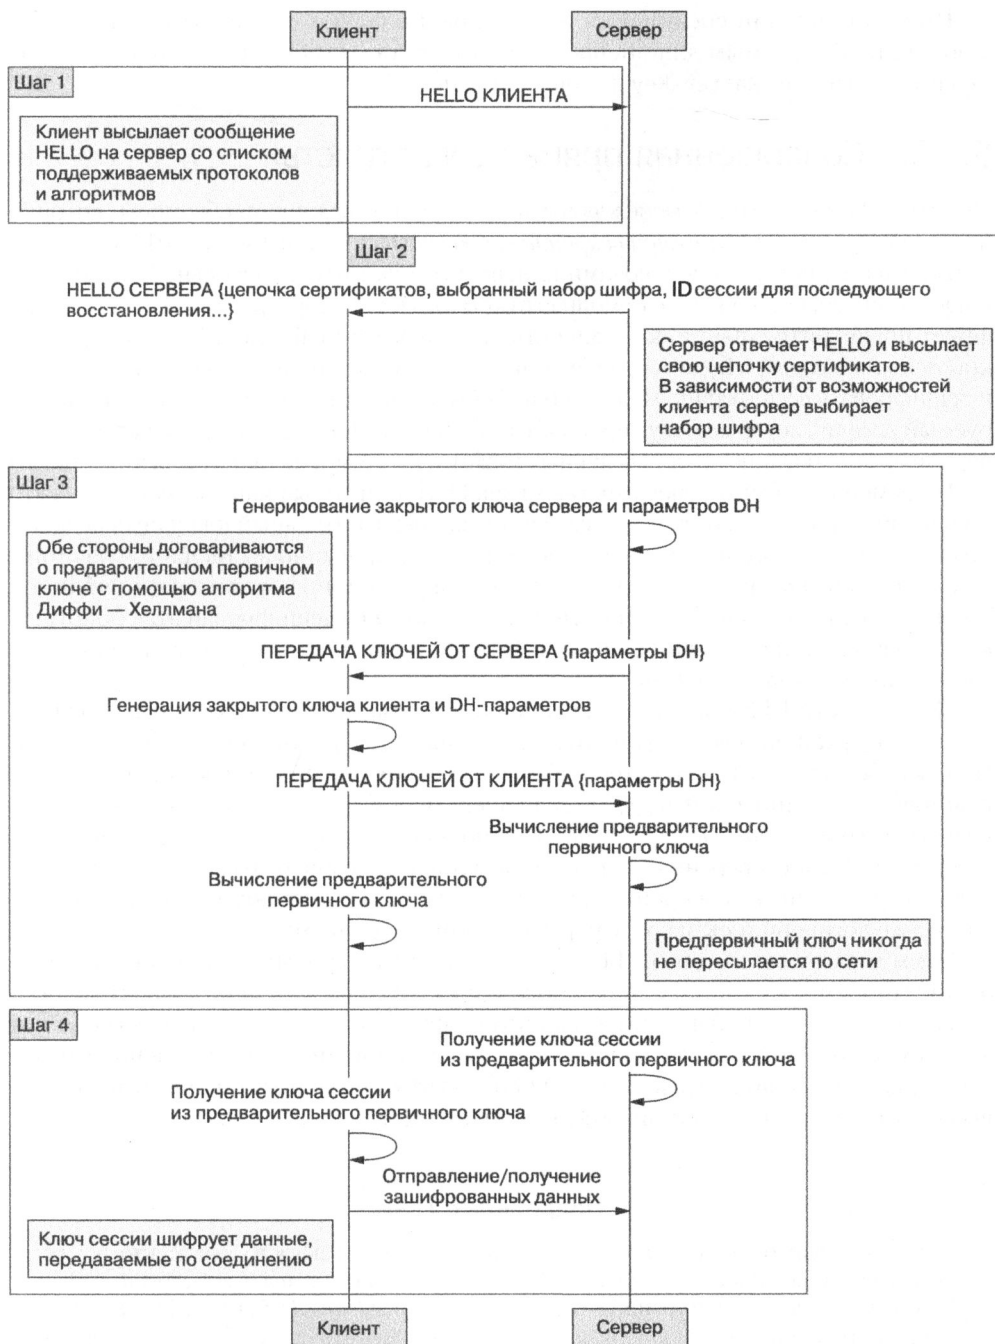 Клиент
Сервер
Шаг 1
HELLO КЛИЕНТА
Клиент высылает сообщение
HELLO на сервер со списком
поддерживаемых протоколов
и алгоритмов
Шаг 2
HELLO СЕРВЕРА {цепочка сертификатов, выбранный набор шифра, ID сессии для последующего
восстановления...}
Сервер отвечает HELLO и высылает
свою цепочку сертификатов.
В зависимости от возможностей
клиента сервер выбирает
набор шифра
Шаг 3
Генерирование закрытого ключа сервера и параметров DH
Обе стороны договариваются
о предварительном первичном
ключе с помощью алгоритма
Диффи — Хеллмана
ПЕРЕДАЧА КЛЮЧЕЙ ОТ СЕРВЕРА {параметры DH}
Генерация закрытого ключа клиента и DH-параметров
ПЕРЕДАЧА КЛЮЧЕЙ ОТ КЛИЕНТА {параметры DH}
Вычисление предварительного
первичного ключа
Вычисление предварительного
первичного ключа
Предпервичный ключ никогда
не пересылается по сети
Шаг 4
Получение ключа сессии
из предварительного первичного ключа
Получение ключа сессии
из предварительного первичного ключа
Отправление/получение
зашифрованных данных
Ключ сессии шифрует данные,
передаваемые по соединению
Клиент
Сервер